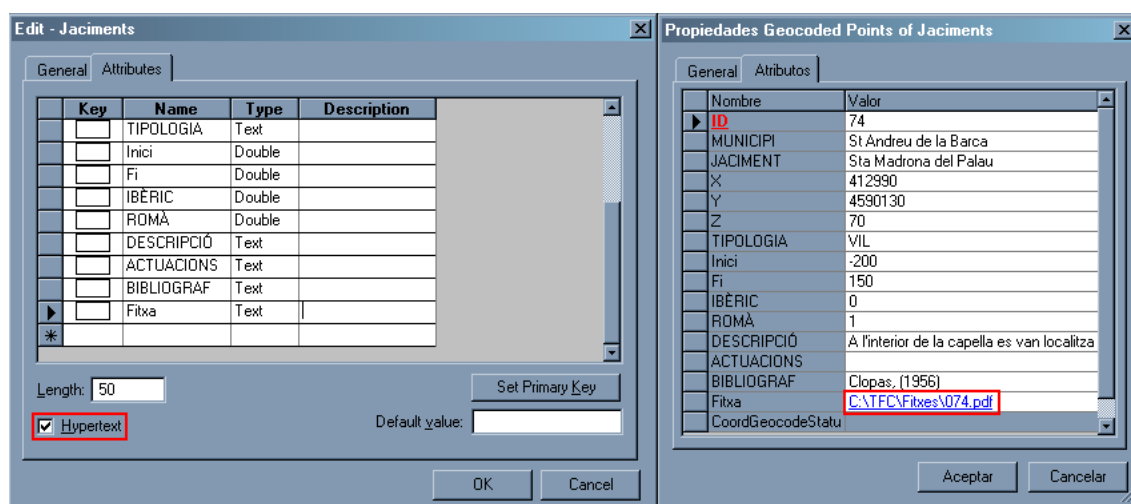 Edit - Jaciments
General Attributes
Key Name Type Description
TIPOLOGIA Text
Inici Double
Fi Double
IBÈRIC Double
ROMÀ Double
DESCRIPCIÓ Text
ACTUACIONS Text
BIBLIOGRAF Text
Fitxa Text
Length: 50
Set Primary Key
Hypertext
Default value:
OK Cancel
Propiedades Geocoded Points of Jaciments
General Atributos
Nombre Valor
ID 74
MUNICIPI St Andreu de la Barca
JACIMENT Sta Madrona del Palau
X 412990
Y 4590130
Z 70
TIPOLOGIA VIL
Inici -200
Fi 150
IBÈRIC 0
ROMÀ 1
DESCRIPCIÓ A l'interior de la capella es van localitza
ACTUACIONS
BIBLIOGRAF Clopas, (1956)
Fitxa C:\TFC\Fitxes\074.pdf
CoordGeocodeStatu
Aceptar Cancelar